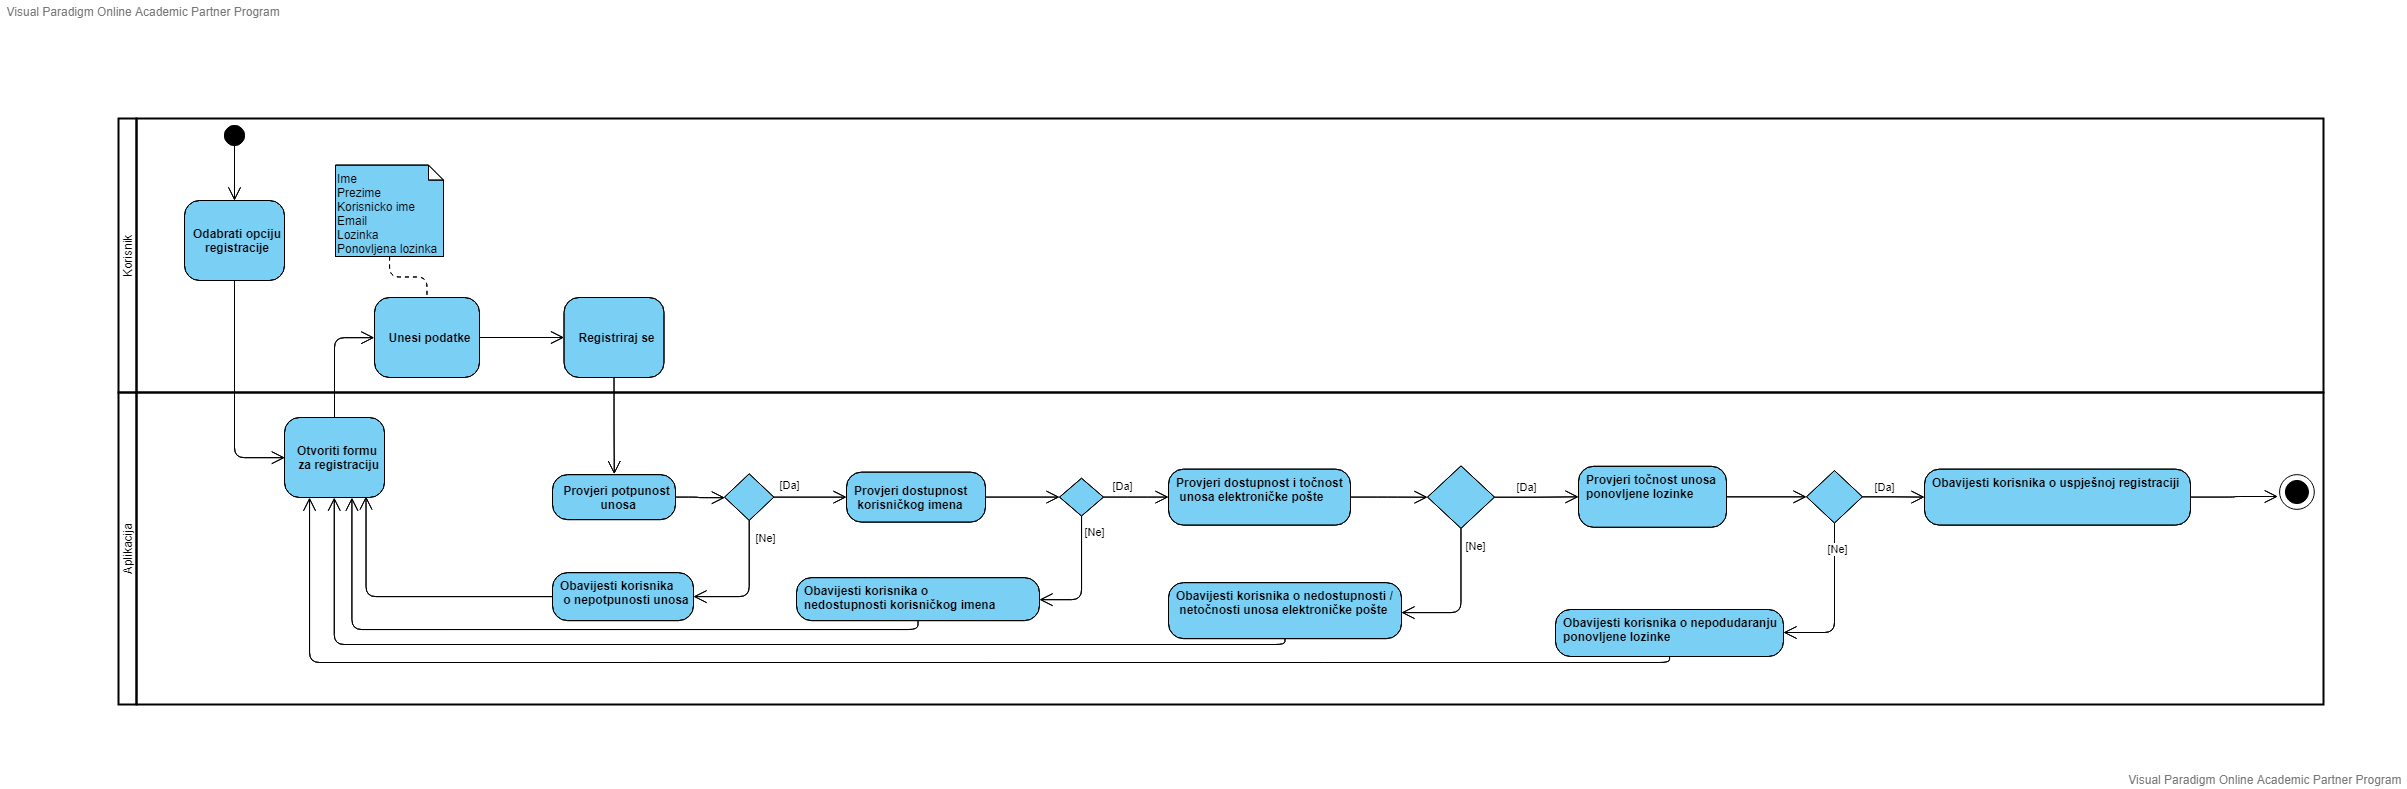 Visual Paradigm Online Academic Partner Program
Korisnik
Odabrati opciju
registracije
Ime
Prezime
Korisnicko ime
Email
Lozinka
Ponovljena lozinka
Unesi podatke
Registriraj se
Aplikacija
Otvoriti formu
za registraciju
Provjeri potpunost
unosa
[Da]
[Ne]
Obavijesti korisnika
o nepotpunosti unosa
Provjeri dostupnost
korisničkog imena
[Da]
[Ne]
Obavijesti korisnika o
nedostupnosti korisničkog imena
Provjeri dostupnost i točnost
unosa elektroničke pošte
[Da]
[Ne]
Obavijesti korisnika o nedostupnosti /
netočnosti unosa elektroničke pošte
Provjeri točnost unosa
ponovljene lozinke
[Da]
[Ne]
Obavijesti korisnika o nepodudaranju
ponovljene lozinke
Obavijesti korisnika o uspješnoj registraciji
Visual Paradigm Online Academic Partner Program